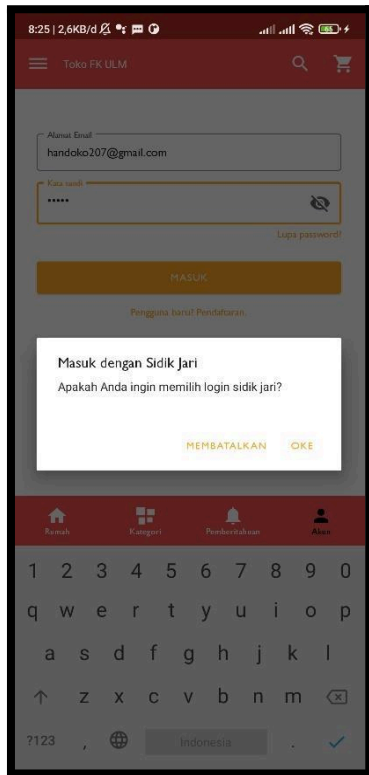 8:25 | 2,6KB/d
Toko FK ULM
Alamat Email
handoko207@gmail.com
Kata sandi
•••••
Lupa password?
MASUK
Pengguna baru? Pendaftaran.
Masuk dengan Sidik Jari
Apakah Anda ingin memilih login sidik jari?
MEMBATALKAN OKE
Rumah Kategori Pemberitahuan Akun
1 2 3 4 5 6 7 8 9 0
q w e r t y u i o p
a s d f g h j k l
z x c v b n m
?123 , Indonesia .